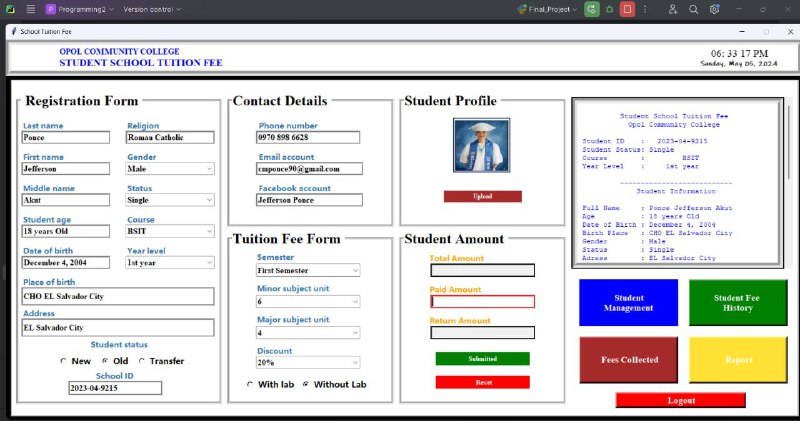 Programming2
Version control
Final_Project
School Tuition Fee
OPOL COMMUNITY COLLEGE
STUDENT SCHOOL TUITION FEE
06: 33 17 PM
Sunday, May 05, 2024
Registration Form
Last name
Religion
Ponce
Roman Catholic
First name
Gender
Jefferson
Male
Middle name
Status
Akut
Single
Student age
Course
18 years Old
BSIT
Date of birth
Year level
December 4, 2004
1st year
Place of birth
CHO EL Salvador City
Address
EL Salvador City
Student status
New
Old
Transfer
School ID
2023-04-9215
Contact Details
Phone number
0970 898 6628
Email account
cmponce90@gmail.com
Facebook account
Jefferson Ponce
Tuition Fee Form
Semester
First Semester
Minor subject unit
6
Major subject unit
4
Discount
20%
With lab
Without Lab
Student Profile
Upload
Student Amount
Total Amount
Paid Amount
Return Amount
Submitted
Reset
Student School Tuition Fee
Opol Community College
Student ID : 2023-04-9215
Student Status: Single
Course : BSIT
Year Level : 1st year
---------------------------
Student Information
Full Name : Ponce Jefferson Akut
Age : 18 years Old
Date of Birth : December 4, 2004
Birth Place : CHO EL Salvador City
Gender : Male
Status : Single
Adress : EL Salvador City
Student Management
Student Fee History
Fees Collected
Report
Logout